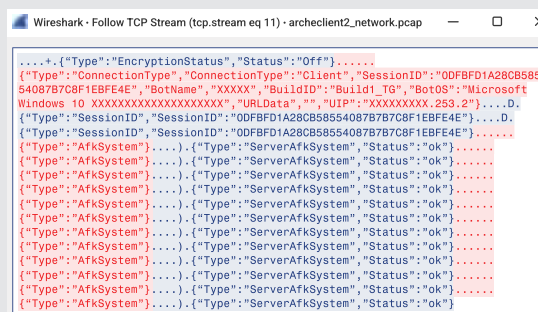 Wireshark · Follow TCP Stream (tcp.stream eq 11) · archeclient2_network.pcap
....+.{“Type”:”EncryptionStatus”,”Status”:”Off”}......
{“Type”:”ConnectionType”,”ConnectionType”:”Client”,”SessionID”:”ODFBFD1A28CB585
54087B7C8F1EBFE4E”,”BotName”,”XXXXX”,”BuildID”:”Build1_TG”,”BotOS”:”Microsoft
Windows 10 XXXXXXXXXXXXXXXXXXXX”,”URLData”,””,”UIP”:”XXXXXXXXX.253.2”}....D.
{“Type”:”SessionID”,”SessionID”:”ODFBFD1A28CB58554087B7B7C8F1EBFE4E”}....D.
{“Type”:”SessionID”,”SessionID”:”ODFBFD1A28CB58554087B7B7C8F1EBFE4E”}......
{“Type”:”AfkSystem”}....).{“Type”:”ServerAfkSystem”,”Status”:”ok”}......
{“Type”:”AfkSystem”}....).{“Type”:”ServerAfkSystem”,”Status”:”ok”}......
{“Type”:”AfkSystem”}....).{“Type”:”ServerAfkSystem”,”Status”:”ok”}......
{“Type”:”AfkSystem”}....).{“Type”:”ServerAfkSystem”,”Status”:”ok”}......
{“Type”:”AfkSystem”}....).{“Type”:”ServerAfkSystem”,”Status”:”ok”}......
{“Type”:”AfkSystem”}....).{“Type”:”ServerAfkSystem”,”Status”:”ok”}......
{“Type”:”AfkSystem”}....).{“Type”:”ServerAfkSystem”,”Status”:”ok”}......
{“Type”:”AfkSystem”}....).{“Type”:”ServerAfkSystem”,”Status”:”ok”}......
{“Type”:”AfkSystem”}....).{“Type”:”ServerAfkSystem”,”Status”:”ok”}......
{“Type”:”AfkSystem”}....).{“Type”:”ServerAfkSystem”,”Status”:”ok”}......
{“Type”:”AfkSystem”}....).{“Type”:”ServerAfkSystem”,”Status”:”ok”}......
{“Type”:”AfkSystem”}....).{“Type”:”ServerAfkSystem”,”Status”:”ok”}